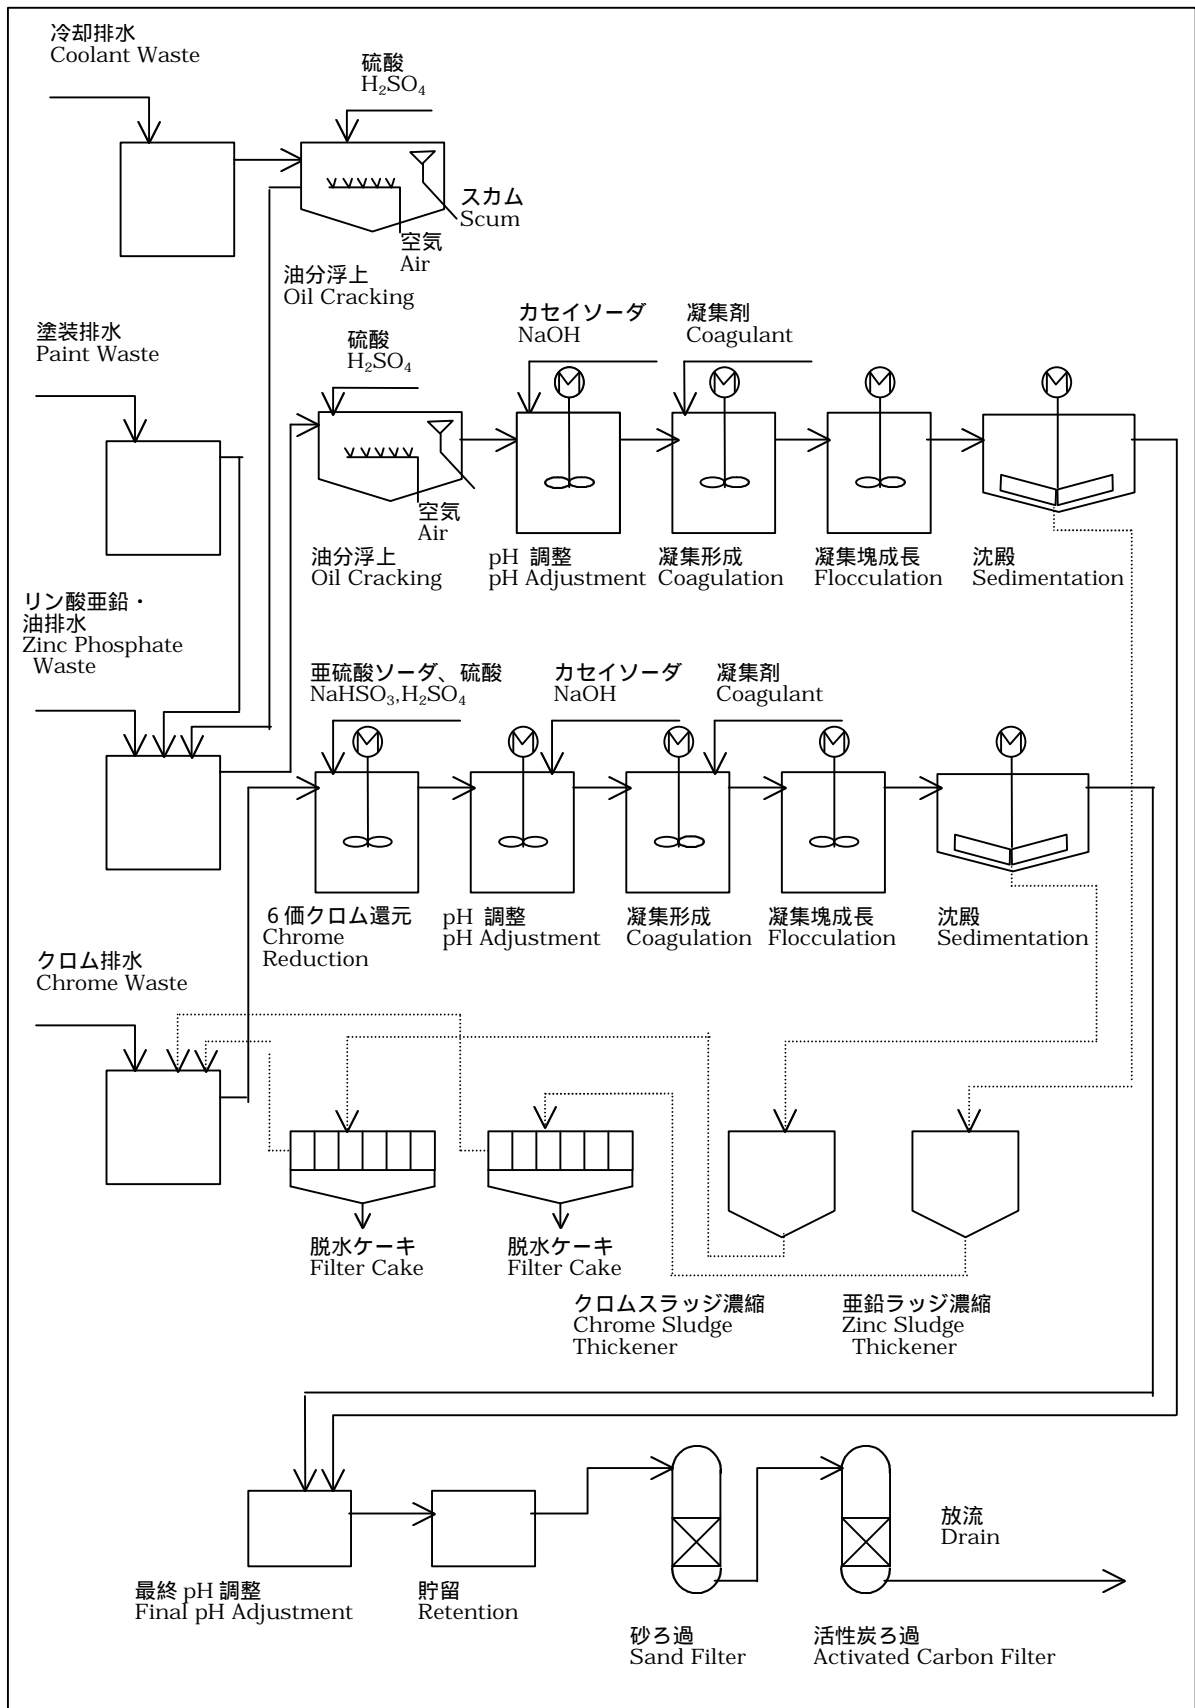 冷却排水
Coolant Waste
硫酸
H₂SO₄
スカム
Scum
空気
Air
油分浮上
Oil Cracking
塗装排水
Paint Waste
硫酸
H₂SO₄
カセイソーダ
NaOH
凝集剤
Coagulant
M
M
M
M
空気
Air
油分浮上
Oil Cracking
pH 調整
pH Adjustment
凝集形成
Coagulation
凝集塊成長
Flocculation
沈殿
Sedimentation
リン酸亜鉛・
油排水
Zinc Phosphate
Waste
亜硫酸ソーダ、硫酸
NaHSO₃,H₂SO₄
カセイソーダ
NaOH
凝集剤
Coagulant
M
M
M
M
M
6価クロム還元
Chrome
Reduction
pH 調整
pH Adjustment
凝集形成
Coagulation
凝集塊成長
Flocculation
沈殿
Sedimentation
クロム排水
Chrome Waste
脱水ケーキ
Filter Cake
脱水ケーキ
Filter Cake
クロムスラッジ濃縮
Chrome Sludge
Thickener
亜鉛ラッジ濃縮
Zinc Sludge
Thickener
最終 pH 調整
Final pH Adjustment
貯留
Retention
砂ろ過
Sand Filter
活性炭ろ過
Activated Carbon Filter
放流
Drain